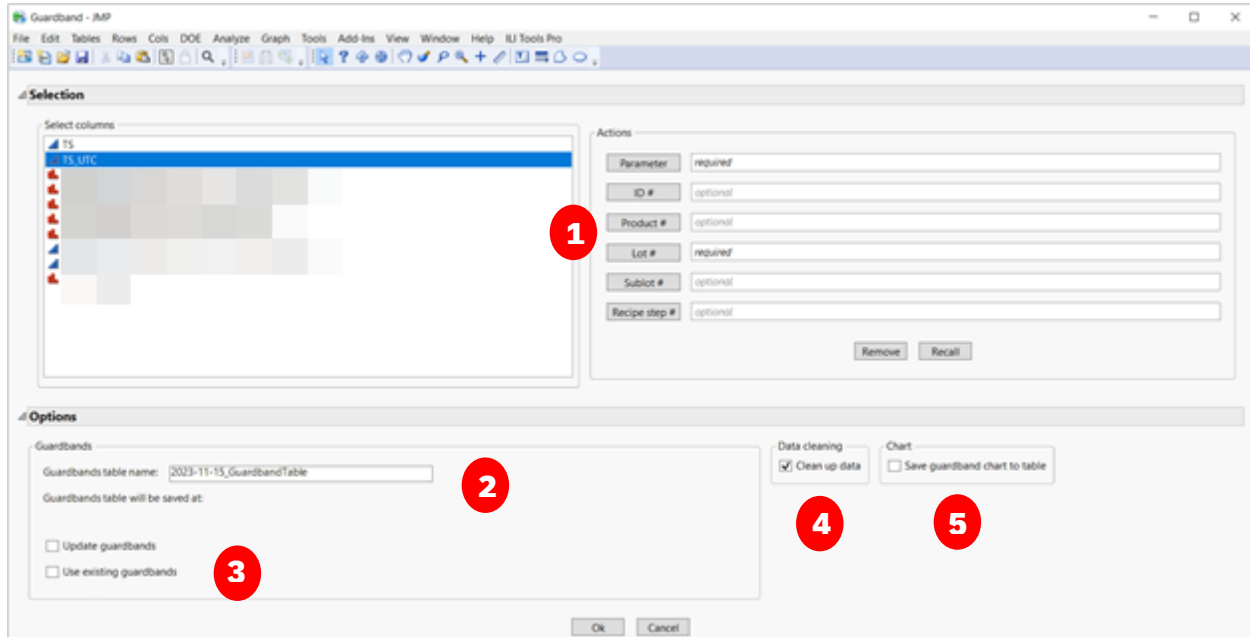 Guardband - JMP
File Edit Tables Rows Cols DOE Analyze Graph Tools Add-Ins View Window Help ILI Tools Pro
Selection
Select columns
TS
TS_UTC
Actions
Parameter required
ID # optional
Product # optional
1
Lot # required
Sublot # optional
Recipe step # optional
Remove Recall
Options
Guardbands
Guardbands table name: 2023-11-15_GuardbandTable
2
Guardbands table will be saved at:
Update guardbands
Use existing guardbands
3
Data cleaning
Clean up data
4
Chart
Save guardband chart to table
5
Ok Cancel